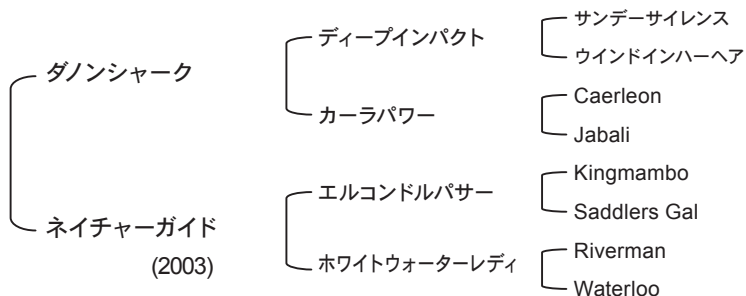 ダノンシャーク
ディープインパクト
サンデーサイレンス
ウインドインハーヘア
カーラパワー
Caerleon
Jabali
ネイチャーガイド
(2003)
エルコンドルパサー
Kingmambo
Saddlers Gal
ホワイトウォーターレディ
Riverman
Waterloo